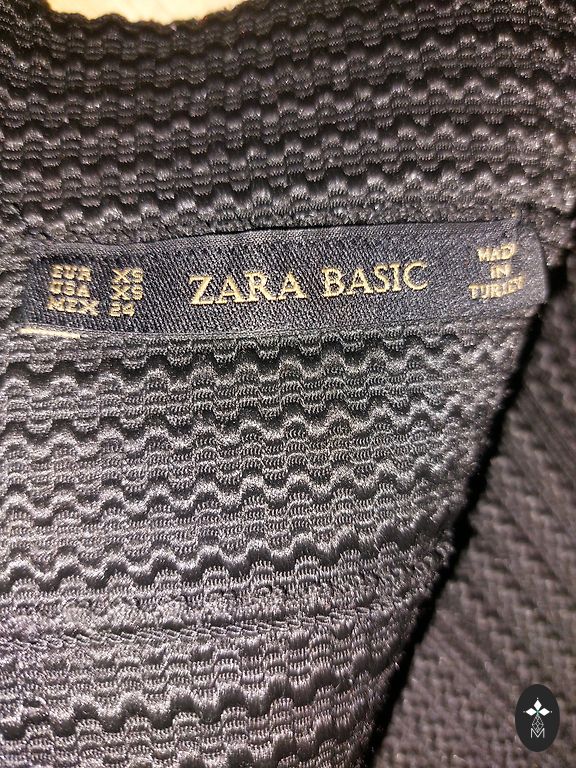 EUR XS
USA XS
MEX 24
ZARA BASIC
MADE
IN
TURKEY